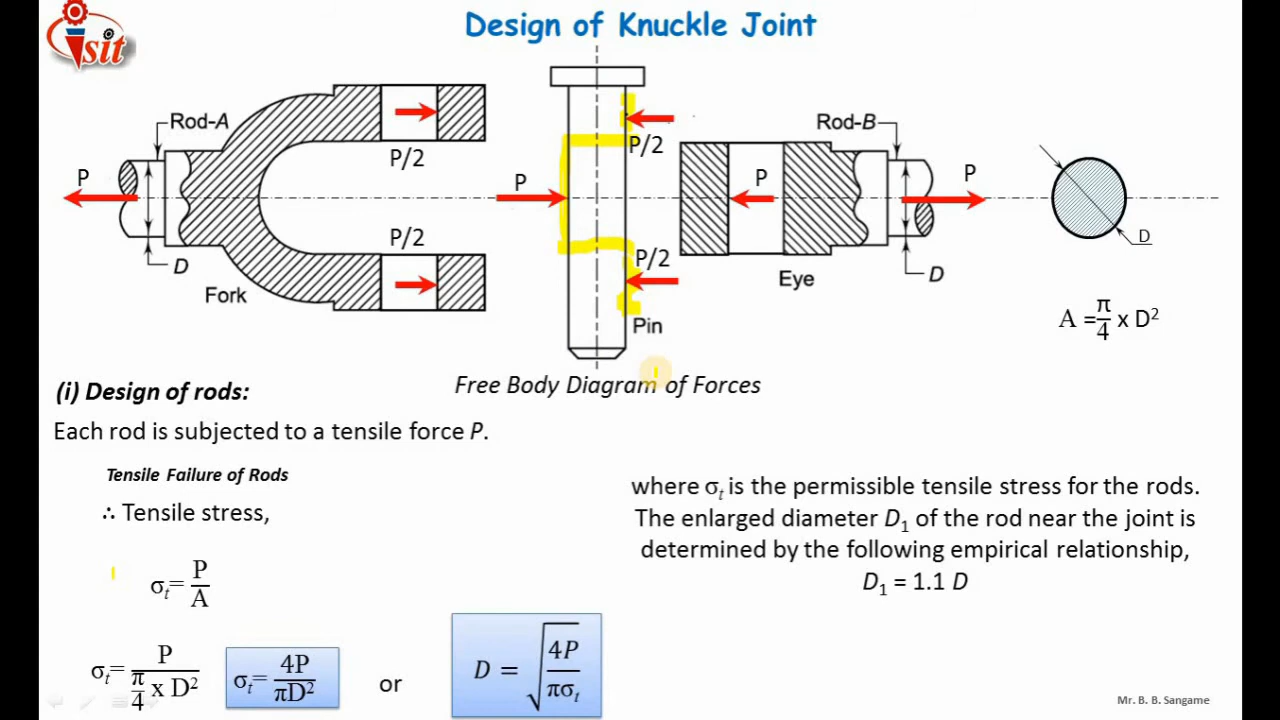 Design of Knuckle Joint
isit
Rod-A
Rod-B
P
P/2
P
P/2
P
P
D
P/2
P/2
D
D
Fork
Eye
Pin
A = π/4 x D²
(i) Design of rods:
Free Body Diagram of Forces
Each rod is subjected to a tensile force P.
Tensile Failure of Rods
∴ Tensile stress,
where σt is the permissible tensile stress for the rods.
The enlarged diameter D1 of the rod near the joint is
determined by the following empirical relationship,
D1 = 1.1 D
σt= P/A
σt= P / (π/4 x D²)
σt= 4P/πD²
or
D = √(4P/πσt)
Mr. B. B. Sangame